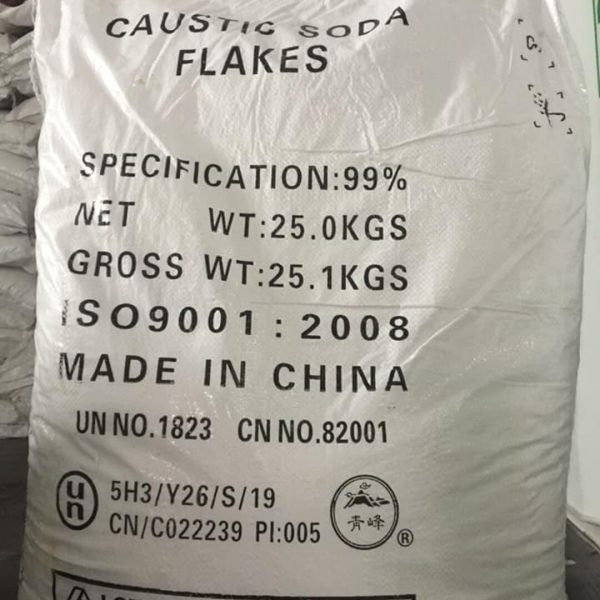 CAUSTIC SODA
FLAKES
SPECIFICATION:99%
NET WT:25.0KGS
GROSS WT:25.1KGS
ISO9001:2008
MADE IN CHINA
UN NO.1823 CN NO.82001
un 5H3/Y26/S/19
CN/C022239 PI:005
青峰 ®